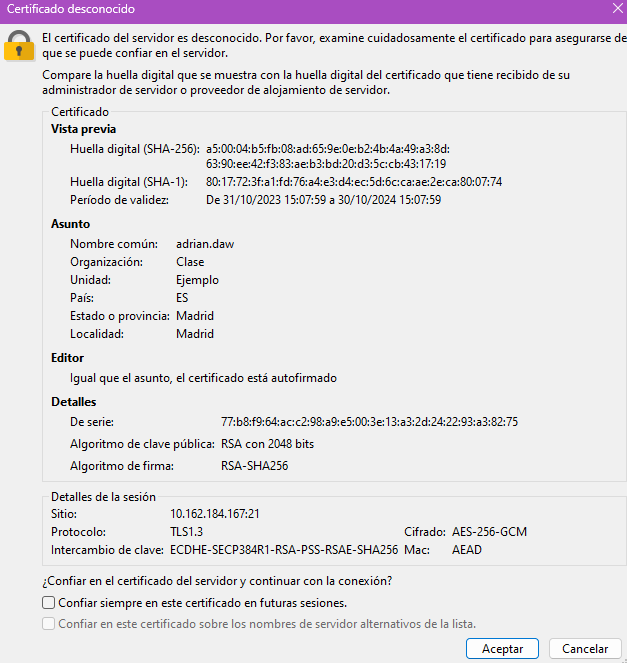 Certificado desconocido
El certificado del servidor es desconocido. Por favor, examine cuidadosamente el certificado para asegurarse de
que se puede confiar en el servidor.
Compare la huella digital que se muestra con la huella digital del certificado que tiene recibido de su
administrador de servidor o proveedor de alojamiento de servidor.
Certificado
Vista previa
Huella digital (SHA-256): a5:00:04:b5:fb:08:ad:65:9e:0e:b2:4b:4a:49:a3:8d:
63:90:ee:42:f3:83:ae:b3:bd:20:d3:5c:cb:43:17:19
Huella digital (SHA-1): 80:17:72:3f:a1:fd:76:a4:e3:d4:ec:5d:6c:ca:ae:2e:ca:80:07:74
Período de validez: De 31/10/2023 15:07:59 a 30/10/2024 15:07:59
Asunto
Nombre común: adrian.daw
Organización: Clase
Unidad: Ejemplo
País: ES
Estado o provincia: Madrid
Localidad: Madrid
Editor
Igual que el asunto, el certificado está autofirmado
Detalles
De serie: 77:b8:f9:64:ac:c2:98:a9:e5:00:3e:13:a3:2d:24:22:93:a3:82:75
Algoritmo de clave pública: RSA con 2048 bits
Algoritmo de firma: RSA-SHA256
Detalles de la sesión
Sitio: 10.162.184.167:21
Protocolo: TLS1.3 Cifrado: AES-256-GCM
Intercambio de clave: ECDHE-SECP384R1-RSA-PSS-RSAE-SHA256 Mac: AEAD
¿Confiar en el certificado del servidor y continuar con la conexión?
Confiar siempre en este certificado en futuras sesiones.
Confiar en este certificado sobre los nombres de servidor alternativos de la lista.
Aceptar Cancelar